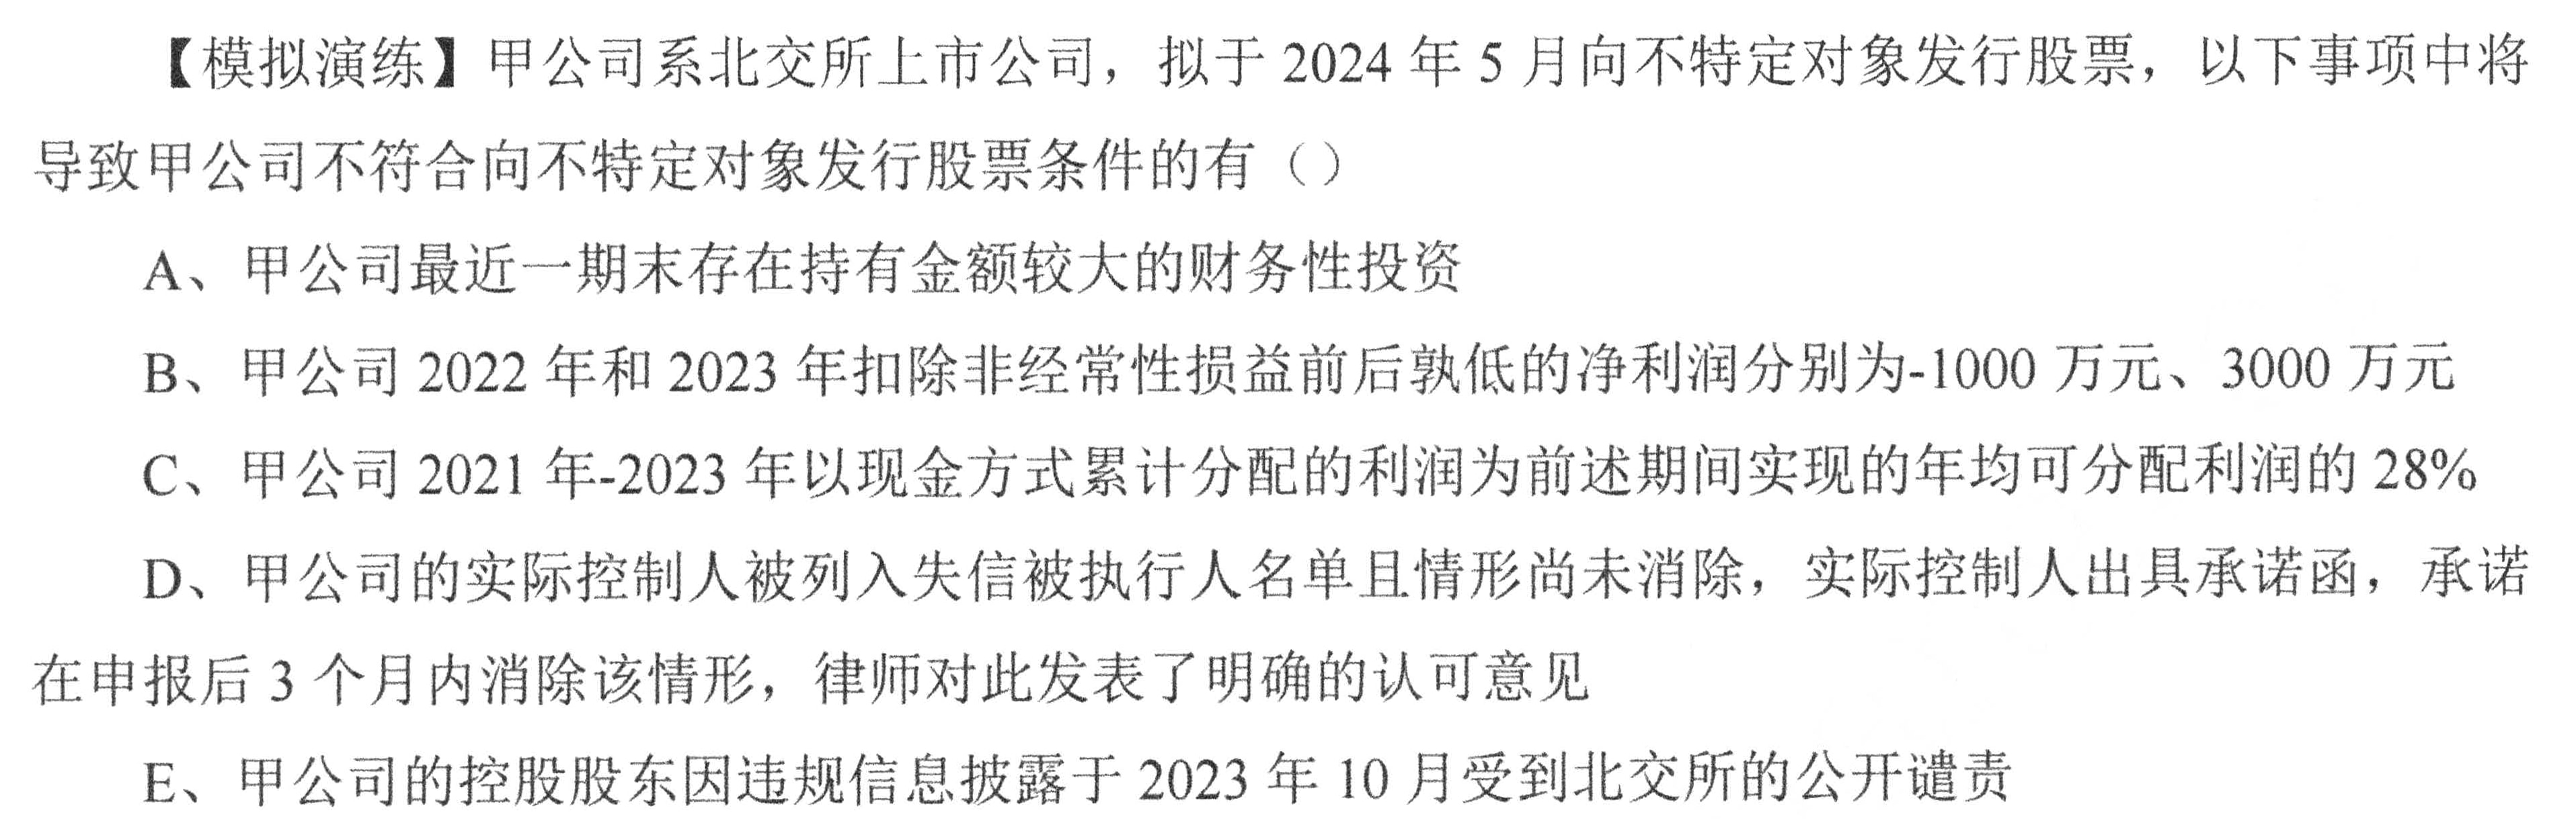 【模拟演练】甲公司系北交所上市公司，拟于 2024 年 5 月向不特定对象发行股票，以下事项中将
导致甲公司不符合向不特定对象发行股票条件的有（）
A、甲公司最近一期末存在持有金额较大的财务性投资
B、甲公司 2022 年和 2023 年扣除非经常性损益前后孰低的净利润分别为-1000 万元、3000 万元
C、甲公司 2021 年-2023 年以现金方式累计分配的利润为前述期间实现的年均可分配利润的 28%
D、甲公司的实际控制人被列入失信被执行人名单且情形尚未消除，实际控制人出具承诺函，承诺
在申报后 3 个月内消除该情形，律师对此发表了明确的认可意见
E、甲公司的控股股东因违规信息披露于 2023 年 10 月受到北交所的公开谴责